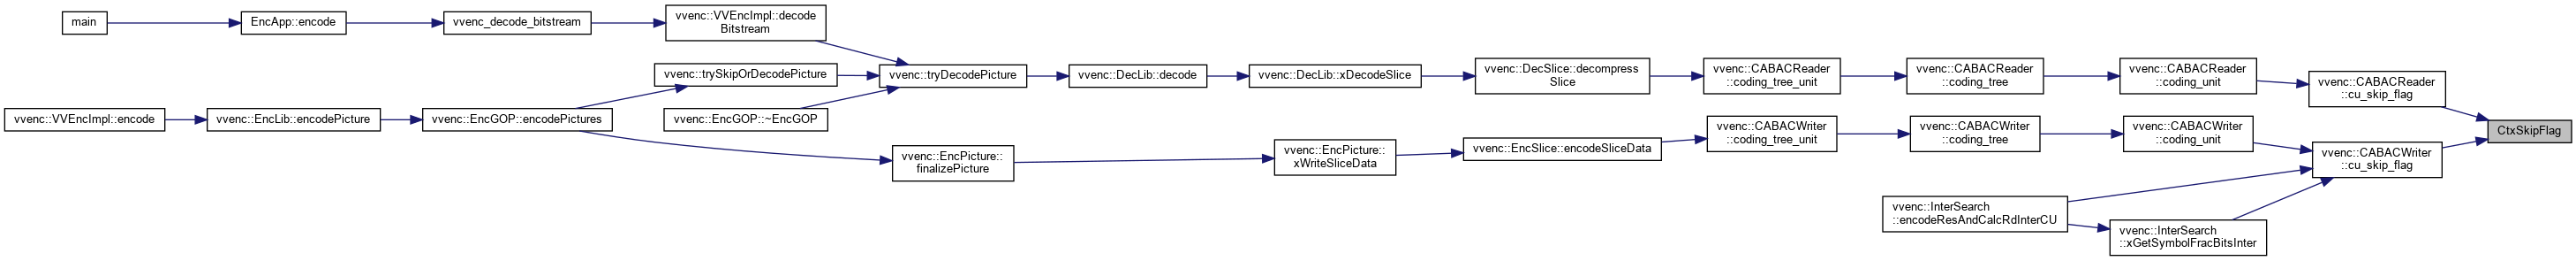 main
EncApp::encode
vvenc_decode_bitstream
vvenc::VVEncImpl::decode
Bitstream
vvenc::trySkipOrDecodePicture
vvenc::tryDecodePicture
vvenc::DecLib::decode
vvenc::DecLib::xDecodeSlice
vvenc::DecSlice::decompress
Slice
vvenc::CABACReader
::coding_tree_unit
vvenc::CABACReader
::coding_tree
vvenc::CABACReader
::coding_unit
vvenc::CABACReader
::cu_skip_flag
vvenc::VVEncImpl::encode
vvenc::EncLib::encodePicture
vvenc::EncGOP::encodePictures
vvenc::EncGOP::~EncGOP
CtxSkipFlag
vvenc::EncPicture::
finalizePicture
vvenc::EncPicture::
xWriteSliceData
vvenc::EncSlice::encodeSliceData
vvenc::CABACWriter
::coding_tree_unit
vvenc::CABACWriter
::coding_tree
vvenc::CABACWriter
::coding_unit
vvenc::CABACWriter
::cu_skip_flag
vvenc::InterSearch
::encodeResAndCalcRdInterCU
vvenc::InterSearch
::xGetSymbolFracBitsInter